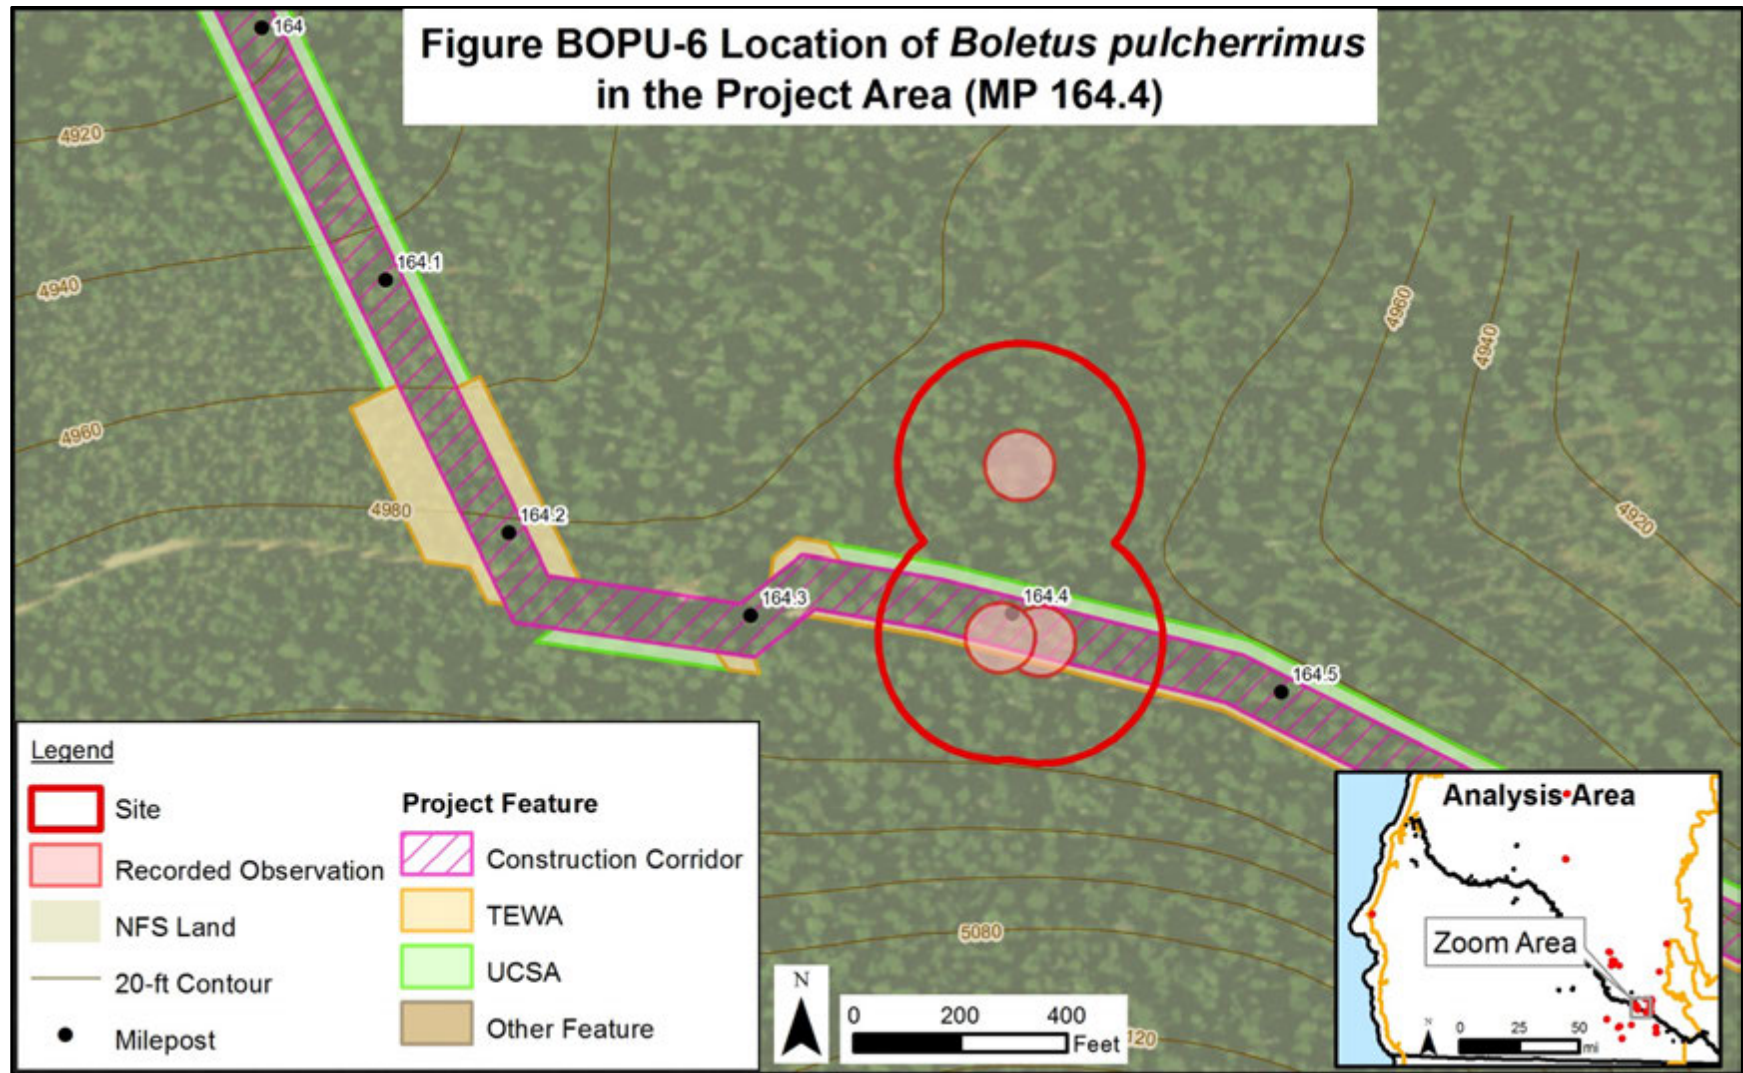 Figure BOPU-6 Location of Boletus pulcherrimus
in the Project Area (MP 164.4)
164
4920
164.1
4940
4960
4940
4960
4920
4980
164.2
164.3
164.4
164.5
5080
120
Legend
Site
Recorded Observation
NFS Land
20-ft Contour
Milepost
Project Feature
Construction Corridor
TEWA
UCSA
Other Feature
N
0 200 400
Feet
Analysis Area
Zoom Area
N
0 25 50
mi